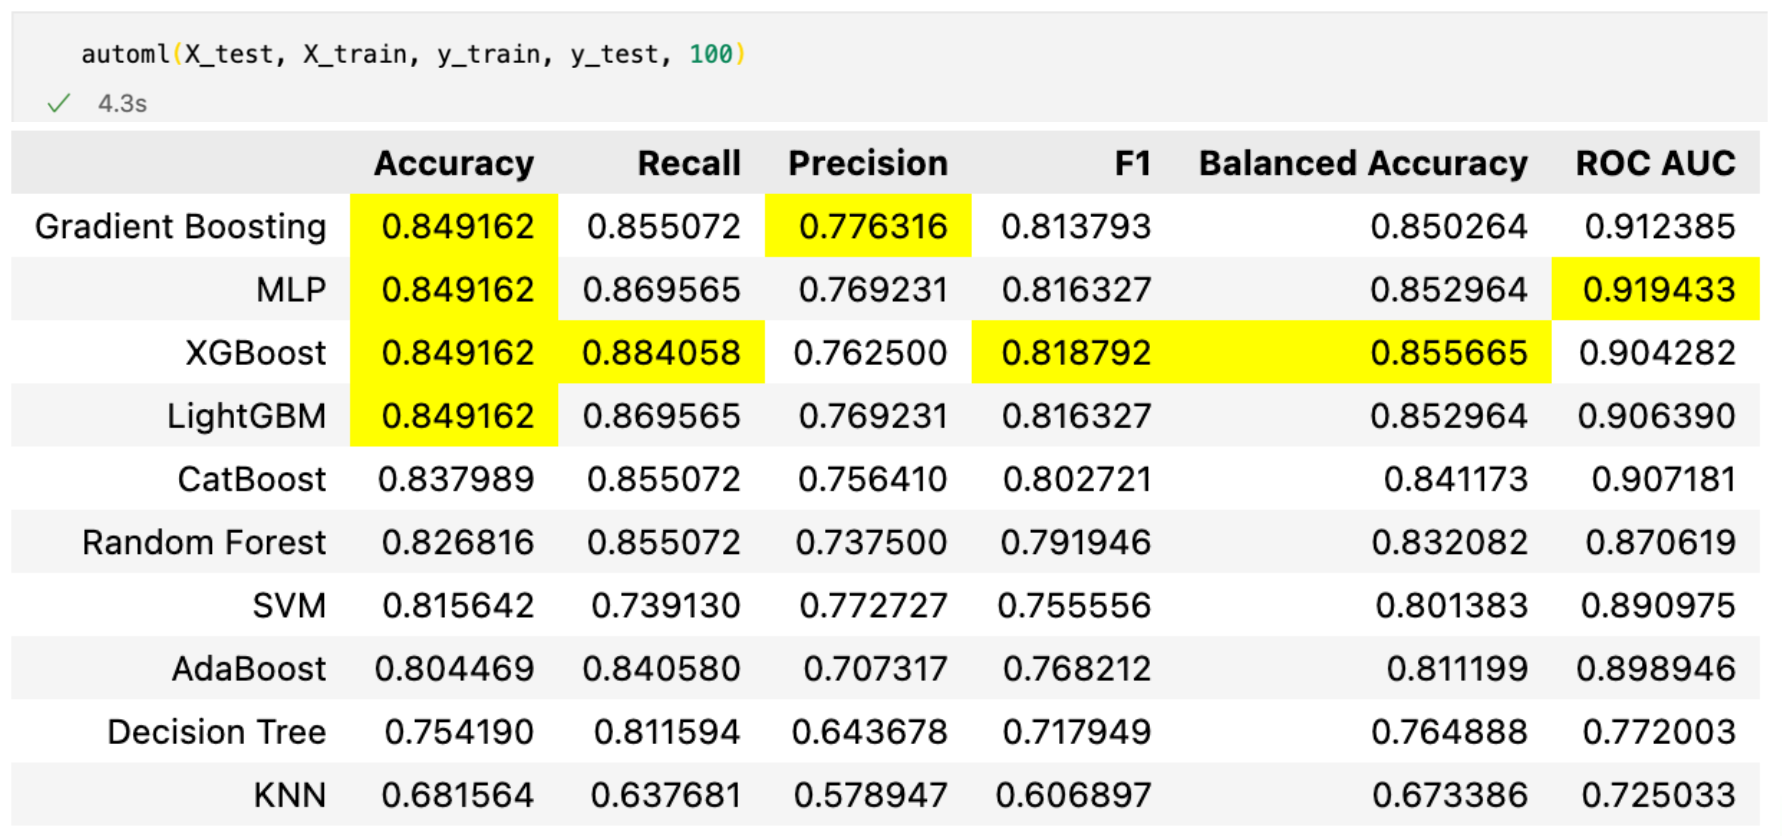 automl(X_test, X_train, y_train, y_test, 100)
4.3s
Accuracy Recall Precision F1 Balanced Accuracy ROC AUC
Gradient Boosting 0.849162 0.855072 0.776316 0.813793 0.850264 0.912385
MLP 0.849162 0.869565 0.769231 0.816327 0.852964 0.919433
XGBoost 0.849162 0.884058 0.762500 0.818792 0.855665 0.904282
LightGBM 0.849162 0.869565 0.769231 0.816327 0.852964 0.906390
CatBoost 0.837989 0.855072 0.756410 0.802721 0.841173 0.907181
Random Forest 0.826816 0.855072 0.737500 0.791946 0.832082 0.870619
SVM 0.815642 0.739130 0.772727 0.755556 0.801383 0.890975
AdaBoost 0.804469 0.840580 0.707317 0.768212 0.811199 0.898946
Decision Tree 0.754190 0.811594 0.643678 0.717949 0.764888 0.772003
KNN 0.681564 0.637681 0.578947 0.606897 0.673386 0.725033